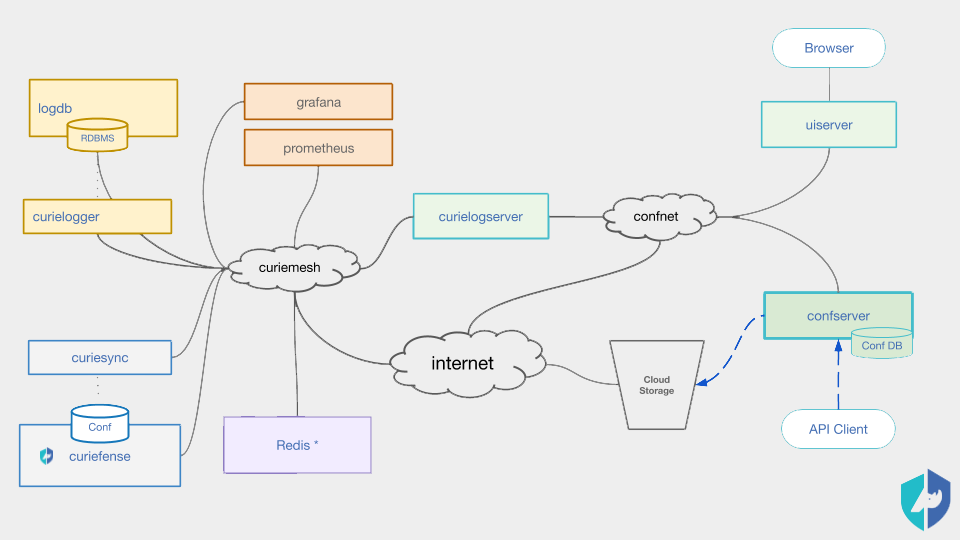 Browser
logdb
RDBMS
grafana
uiserver
prometheus
curielogger
curielogserver
confnet
curiemesh
confserver
Conf DB
curiesync
internet
Cloud
Storage
Conf
API Client
Redis *
curiefense